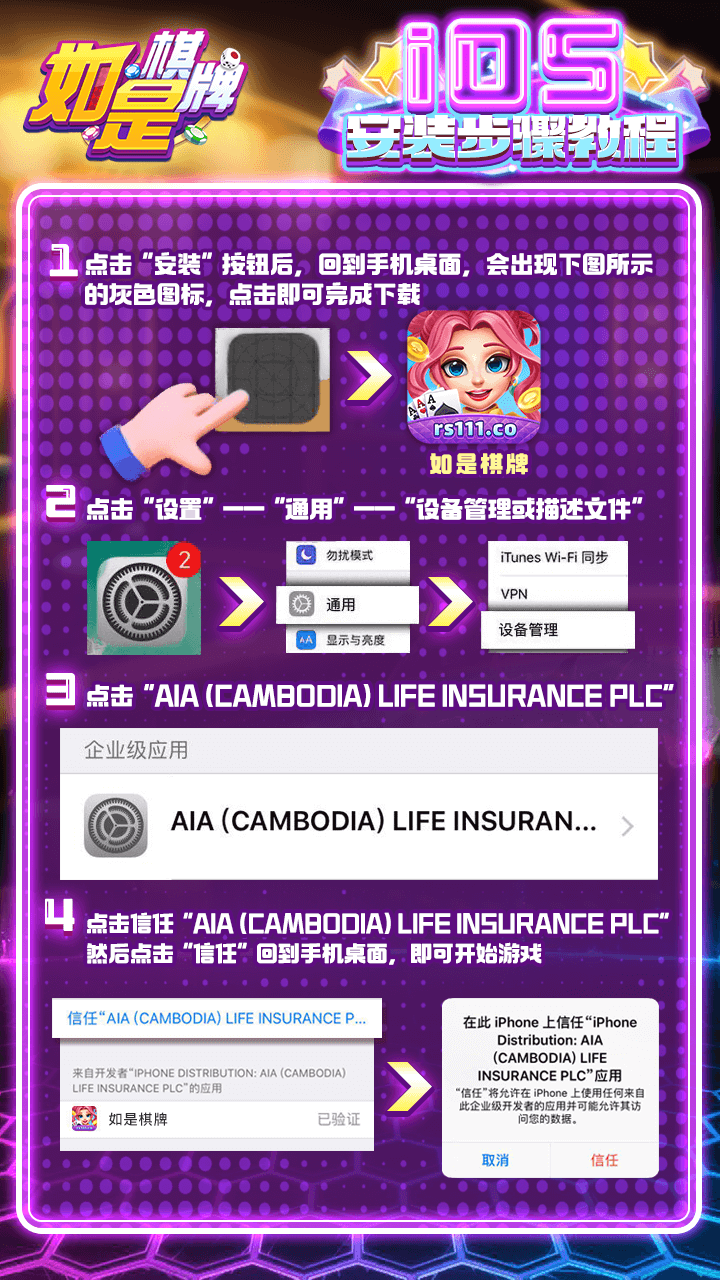 如是棋牌
iOS
安装步骤教程
1 点击“安装”按钮后，回到手机桌面，会出现下图所示
的灰色图标，点击即可完成下载
rs111.co
如是棋牌
2 点击“设置”——“通用”——“设备管理或描述文件”
2
勿扰模式
通用
显示与亮度
iTunes Wi-Fi 同步
VPN
设备管理
3 点击“AIA (CAMBODIA) LIFE INSURANCE PLC”
企业级应用
AIA (CAMBODIA) LIFE INSURAN...
4 点击信任“AIA (CAMBODIA) LIFE INSURANCE PLC”
然后点击“信任”回到手机桌面，即可开始游戏
信任“AIA (CAMBODIA) LIFE INSURANCE P...
来自开发者“IPHONE DISTRIBUTION: AIA (CAMBODIA)
LIFE INSURANCE PLC”的应用
如是棋牌 已验证
在此 iPhone 上信任“iPhone
Distribution: AIA
(CAMBODIA) LIFE
INSURANCE PLC”应用
“信任”将允许在 iPhone 上使用任何来自
此企业级开发者的应用并可能允许其访
问您的数据。
取消 信任